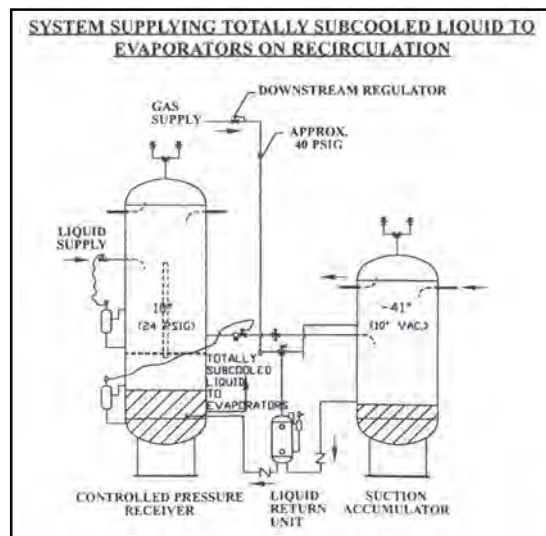 SYSTEM SUPPLYING TOTALLY SUBCOOLED LIQUID TO
EVAPORATORS ON RECIRCULATION
DOWNSTREAM REGULATOR
GAS
SUPPLY
APPROX.
40 PSIG
LIQUID
SUPPLY
10°
(24 PSIG)
-41°
(10" VAC.)
TOTALLY
SUBCOOLED
LIQUID
TO
EVAPORATORS
CONTROLLED PRESSURE
RECEIVER
LIQUID
RETURN
UNIT
SUCTION
ACCUMULATOR